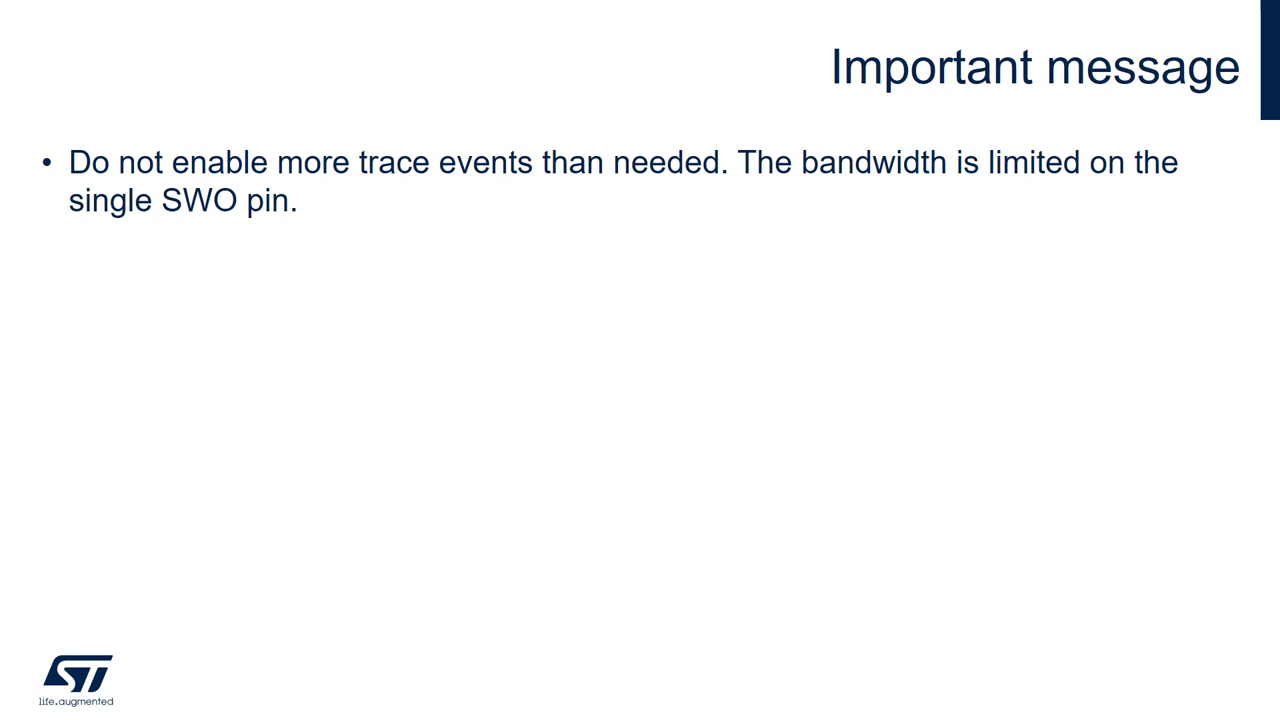 Important message
• Do not enable more trace events than needed. The bandwidth is limited on the
single SWO pin.
ST
life.augmented